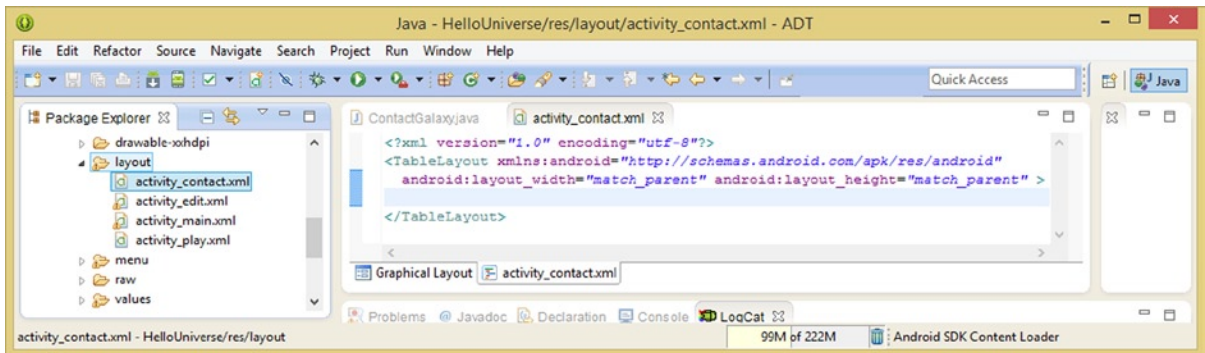 Java - HelloUniverse/res/layout/activity_contact.xml - ADT
File Edit Refactor Source Navigate Search Project Run Window Help
Quick Access
Java
Package Explorer
drawable-xxhdpi
layout
activity_contact.xml
activity_edit.xml
activity_main.xml
activity_play.xml
menu
raw
values
ContactGalaxy.java
activity_contact.xml
<?xml version="1.0" encoding="utf-8"?>
<TableLayout xmlns:android="http://schemas.android.com/apk/res/android"
android:layout_width="match_parent" android:layout_height="match_parent" >
</TableLayout>
Graphical Layout
activity_contact.xml
Problems @ Javadoc Declaration Console LogCat
activity_contact.xml - HelloUniverse/res/layout
99M of 222M
Android SDK Content Loader